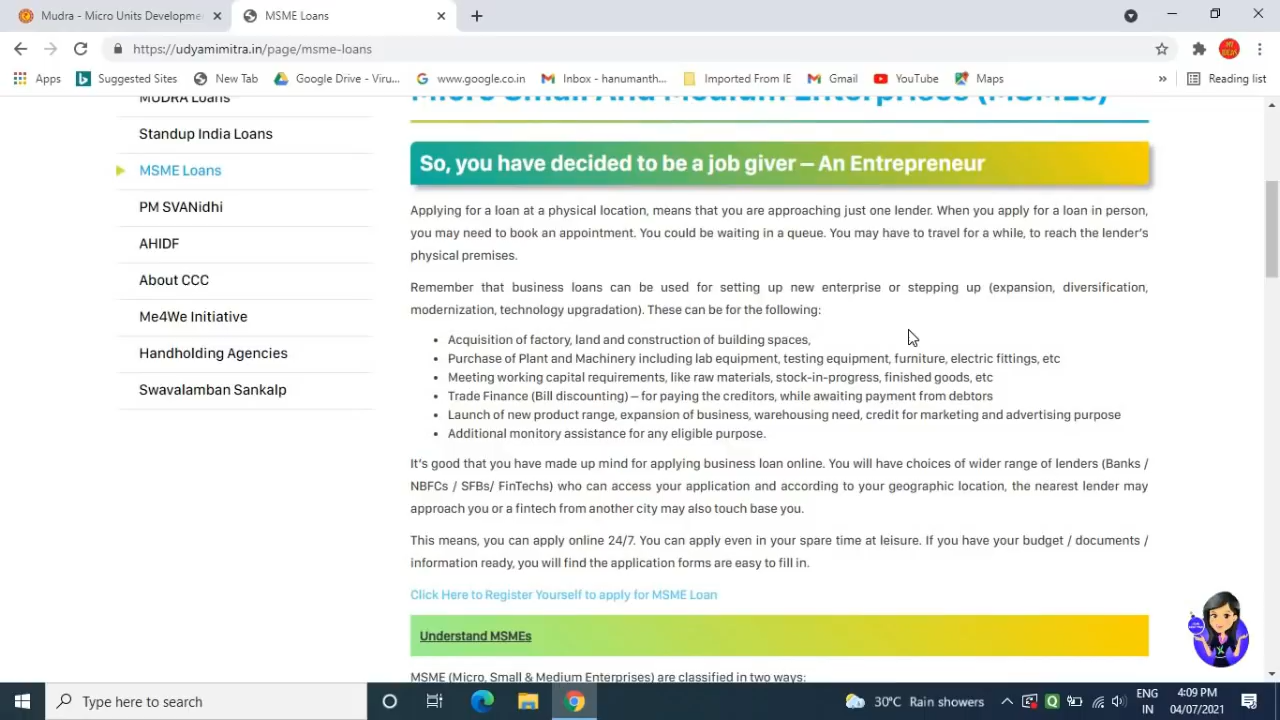 Mudra - Micro Units Developme
MSME Loans
https://udyamimitra.in/page/msme-loans
Apps
Suggested Sites
New Tab
Google Drive - Viru...
www.google.co.in
Inbox - hanumanth...
Imported From IE
Gmail
YouTube
Maps
»
Reading list
MUDRA Loans
Standup India Loans
MSME Loans
PM SVANidhi
AHIDF
About CCC
Me4We Initiative
Handholding Agencies
Swavalamban Sankalp
Micro Small And Medium Enterprises (MSMEs)
So, you have decided to be a job giver – An Entrepreneur
Applying for a loan at a physical location, means that you are approaching just one lender. When you apply for a loan in person,
you may need to book an appointment. You could be waiting in a queue. You may have to travel for a while, to reach the lender's
physical premises.
Remember that business loans can be used for setting up new enterprise or stepping up (expansion, diversification,
modernization, technology upgradation). These can be for the following:
• Acquisition of factory, land and construction of building spaces,
• Purchase of Plant and Machinery including lab equipment, testing equipment, furniture, electric fittings, etc
• Meeting working capital requirements, like raw materials, stock-in-progress, finished goods, etc
• Trade Finance (Bill discounting) – for paying the creditors, while awaiting payment from debtors
• Launch of new product range, expansion of business, warehousing need, credit for marketing and advertising purpose
• Additional monitory assistance for any eligible purpose.
It's good that you have made up mind for applying business loan online. You will have choices of wider range of lenders (Banks /
NBFCs / SFBs/ FinTechs) who can access your application and according to your geographic location, the nearest lender may
approach you or a fintech from another city may also touch base you.
This means, you can apply online 24/7. You can apply even in your spare time at leisure. If you have your budget / documents /
information ready, you will find the application forms are easy to fill in.
Click Here to Register Yourself to apply for MSME Loan
Understand MSMEs
MSME (Micro, Small & Medium Enterprises) are classified in two ways:
Type here to search
30°C Rain showers
ENG
IN
4:09 PM
04/07/2021